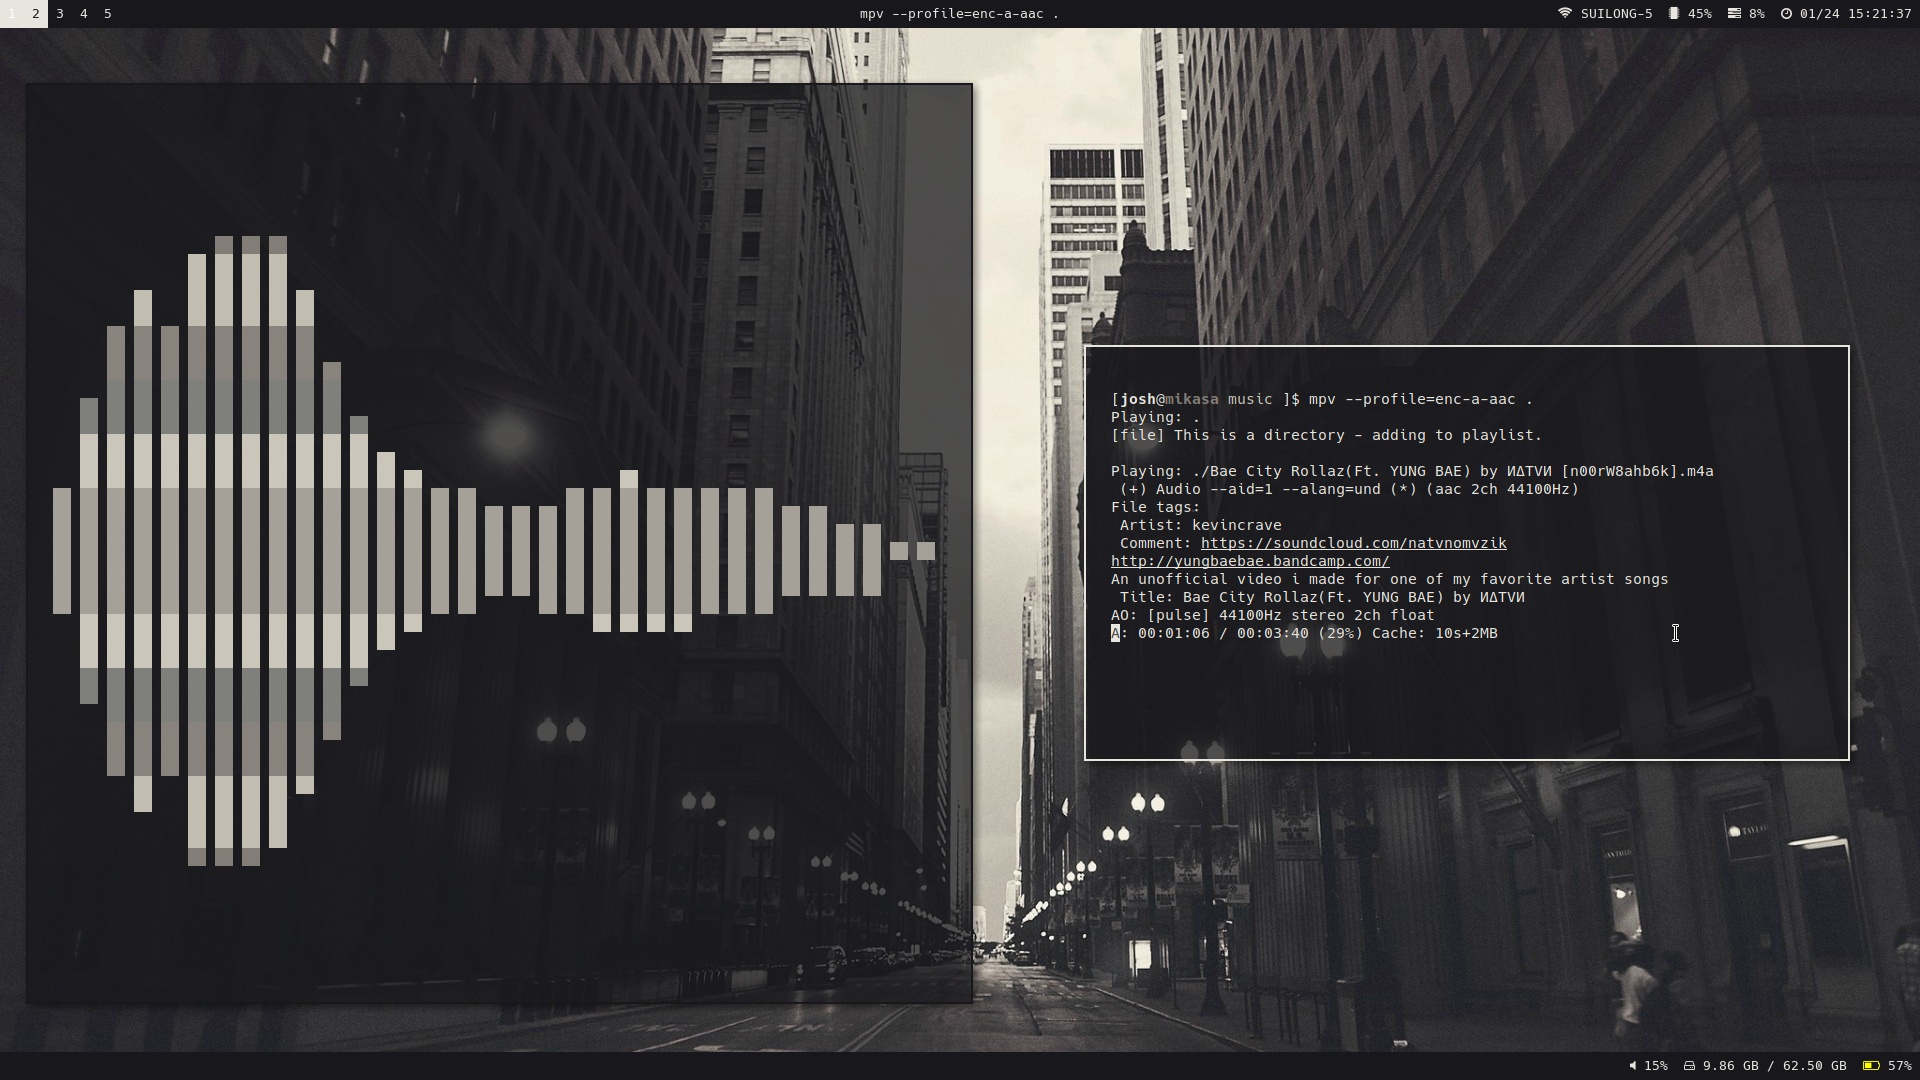 1 2 3 4 5
mpv --profile=enc-a-aac .
SUILONG-5 45% 8% 01/24 15:21:37
[josh@mikasa music ]$ mpv --profile=enc-a-aac .
Playing: .
[file] This is a directory - adding to playlist.
Playing: ./Bae City Rollaz(Ft. YUNG BAE) by ИΔTVИ [n00rW8ahb6k].m4a
(+) Audio --aid=1 --alang=und (*) (aac 2ch 44100Hz)
File tags:
Artist: kevincrave
Comment: https://soundcloud.com/natvnomvzik
http://yungbaebae.bandcamp.com/
An unofficial video i made for one of my favorite artist songs
Title: Bae City Rollaz(Ft. YUNG BAE) by ИΔTVИ
AO: [pulse] 44100Hz stereo 2ch float
A: 00:01:06 / 00:03:40 (29%) Cache: 10s+2MB
15% 9.86 GB / 62.50 GB 57%